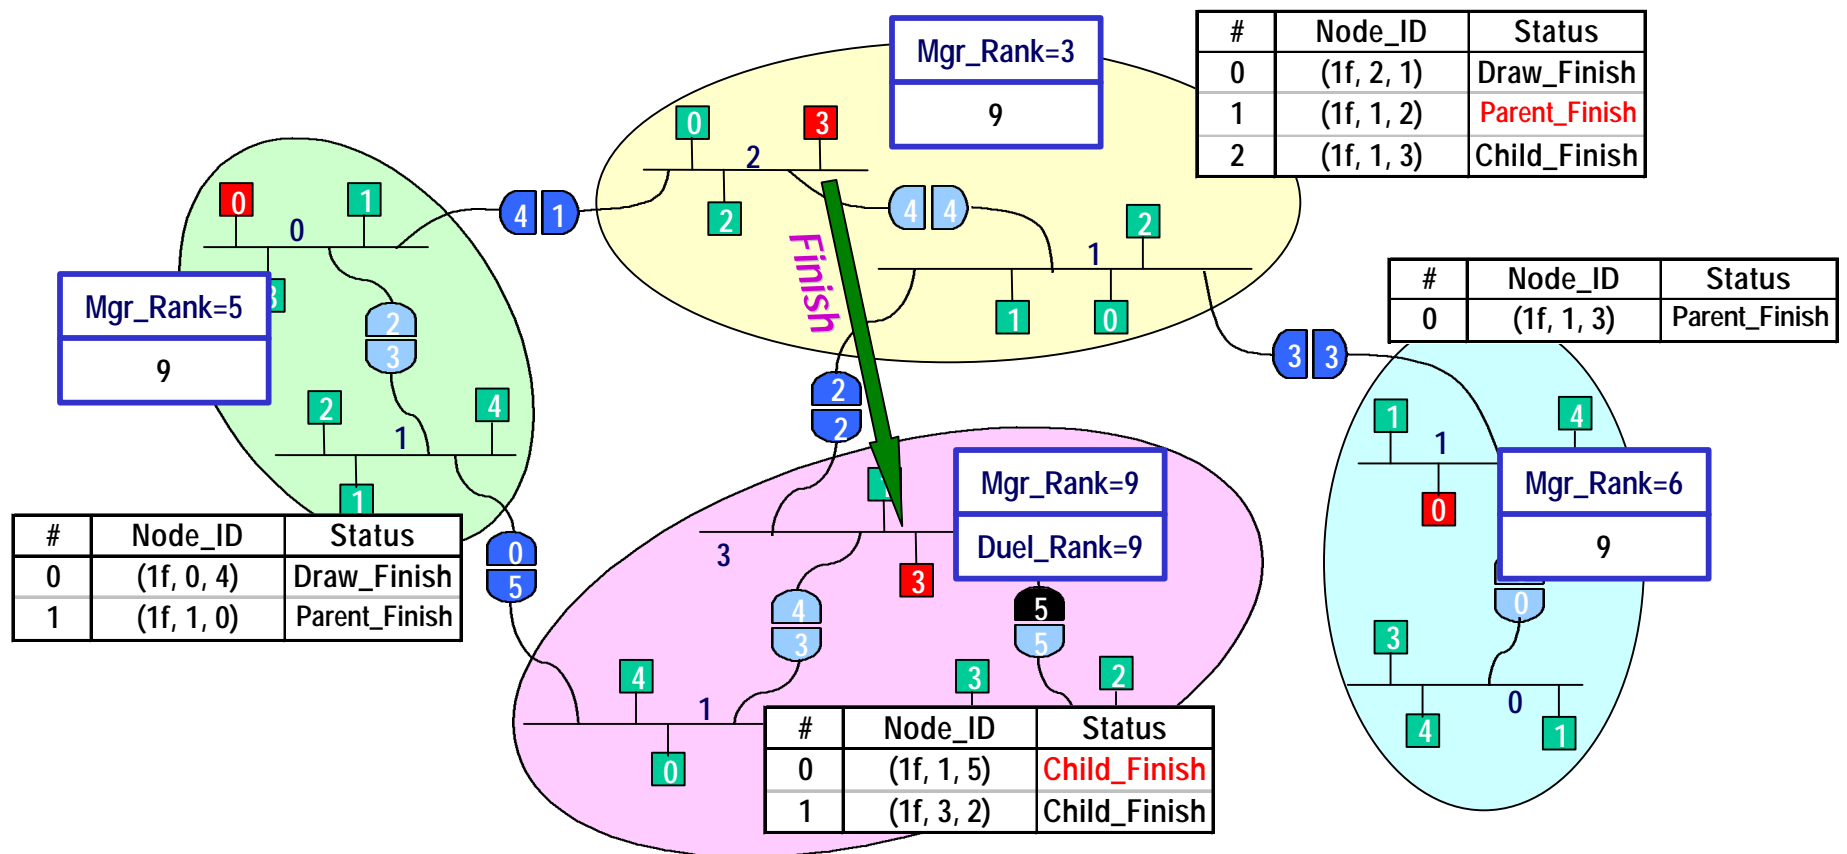 Mgr_Rank=3
9
# Node_ID Status
0 (1f, 2, 1) Draw_Finish
1 (1f, 1, 2) Parent_Finish
2 (1f, 1, 3) Child_Finish
0 3
2
2
4 1
4 4
0 1
0
2
1
1 0
Finish
Mgr_Rank=5
9
2
3
2 4
1
1
# Node_ID Status
0 (1f, 0, 4) Draw_Finish
1 (1f, 1, 0) Parent_Finish
0
5
2
2
3 3
# Node_ID Status
0 (1f, 1, 3) Parent_Finish
1 4
1
0
Mgr_Rank=6
9
0
3
0
4 1
Mgr_Rank=9
Duel_Rank=9
3
3
4
3
5
5
4 3 2
1
0
# Node_ID Status
0 (1f, 1, 5) Child_Finish
1 (1f, 3, 2) Child_Finish